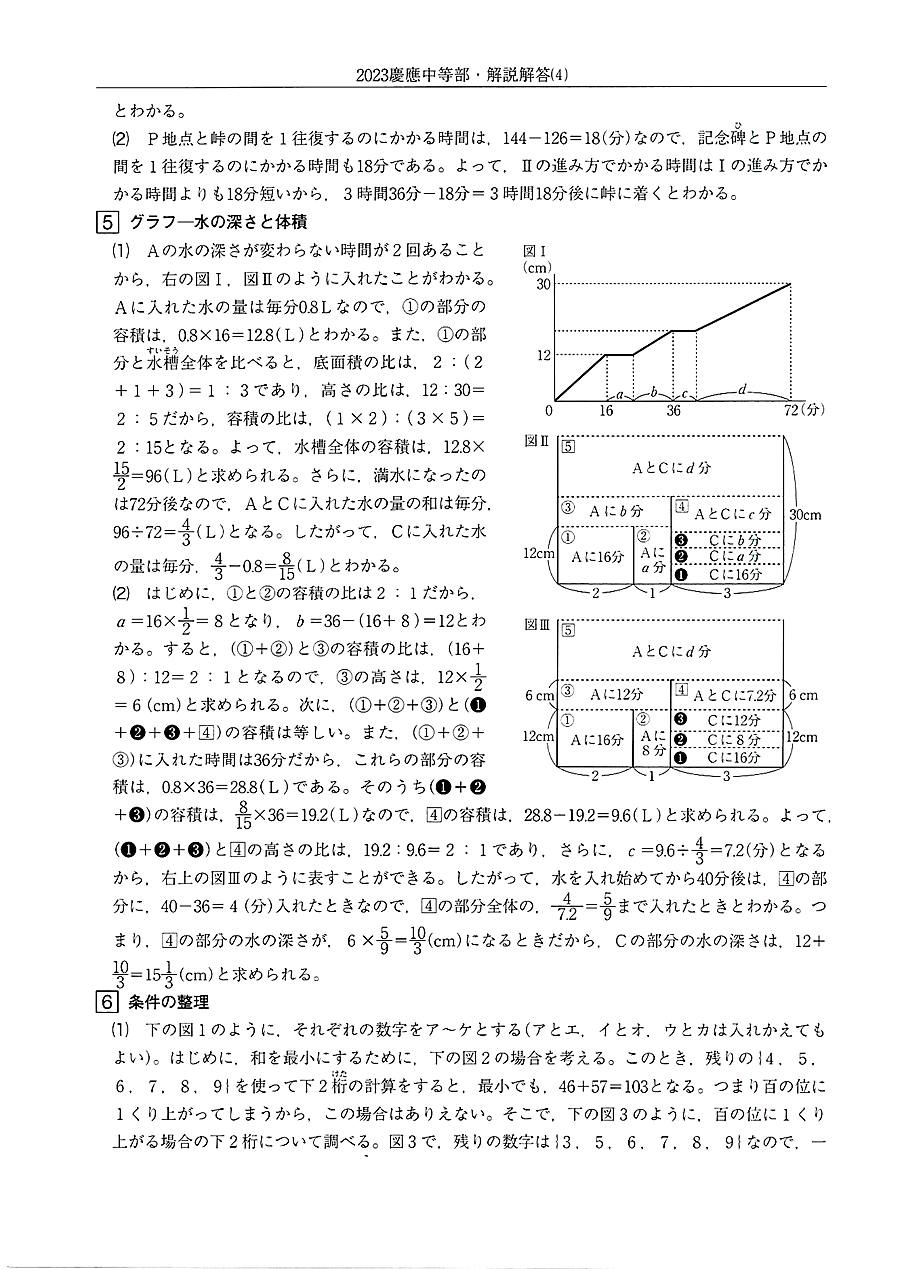 2023慶應中等部・解説解答(4)
とわかる。
(2) P地点と峠の間を1往復するのにかかる時間は，144−126＝18(分)なので，記念碑とP地点の
ひ
間を1往復するのにかかる時間も18分である。よって，Ⅱの進み方でかかる時間はⅠの進み方でか
かる時間よりも18分短いから，3時間36分−18分＝3時間18分後に峠に着くとわかる。
5 グラフ―水の深さと体積
(1) Aの水の深さが変わらない時間が2回あること
から，右の図Ⅰ，図Ⅱのように入れたことがわかる。
Aに入れた水の量は毎分0.8Lなので，①の部分の
容積は，0.8×16＝12.8(L)とわかる。また，①の部
分と水槽全体を比べると，底面積の比は，2：(2
すいそう
＋1＋3)＝1：3であり，高さの比は，12：30＝
2：5だから，容積の比は，(1×2)：(3×5)＝
2：15となる。よって，水槽全体の容積は，12.8×
15/2＝96(L)と求められる。さらに，満水になったの
は72分後なので，AとCに入れた水の量の和は毎分，
96÷72＝4/3(L)となる。したがって，Cに入れた水
の量は毎分，4/3−0.8＝8/15(L)とわかる。
(2) はじめに，①と②の容積の比は2：1だから，
a＝16×1/2＝8となり，b＝36−(16＋8)＝12とわ
かる。すると，(①＋②)と③の容積の比は，(16＋
8)：12＝2：1となるので，③の高さは，12×1/2
＝6(cm)と求められる。次に，(①＋②＋③)と(❶
＋❷＋❸＋4)の容積は等しい。また，(①＋②＋
③)に入れた時間は36分だから，これらの部分の容
積は，0.8×36＝28.8(L)である。そのうち(❶＋❷
＋❸)の容積は，8/15×36＝19.2(L)なので，4の容積は，28.8−19.2＝9.6(L)と求められる。よって，
(❶＋❷＋❸)と4の高さの比は，19.2：9.6＝2：1であり，さらに，c＝9.6÷4/3＝7.2(分)となる
から，右上の図Ⅲのように表すことができる。したがって，水を入れ始めてから40分後は，4の部
分に，40−36＝4(分)入れたときなので，4の部分全体の，4/7.2＝5/9まで入れたときとわかる。つ
まり，4の部分の水の深さが，6×5/9＝10/3(cm)になるときだから，Cの部分の水の深さは，12＋
10/3＝15 1/3(cm)と求められる。
図Ⅰ
(cm)
30
12
0
16
36
72(分)
a
b
c
d
図Ⅱ
5
AとCにd分
③ Aにb分
4 AとCにc分
30cm
12cm
①
Aに16分
②
Aに
a分
❸ Cにb分
❷ Cにa分
❶ Cに16分
2
1
3
図Ⅲ
5
AとCにd分
6cm
③ Aに12分
4 AとCに7.2分
6cm
12cm
①
Aに16分
②
Aに
8分
❸ Cに12分
❷ Cに8分
❶ Cに16分
12cm
2
1
3
6 条件の整理
(1) 下の図1のように，それぞれの数字をア〜ケとする(アとエ，イとオ，ウとカは入れかえても
よい)。はじめに，和を最小にするために，下の図2の場合を考える。このとき，残りの{4，5，
6，7，8，9}を使って下2桁の計算をすると，最小でも，46＋57＝103となる。つまり百の位に
けた
1くり上がってしまうから，この場合はありえない。そこで，下の図3のように，百の位に1くり
上がる場合の下2桁について調べる。図3で，残りの数字は{3，5，6，7，8，9}なので，一